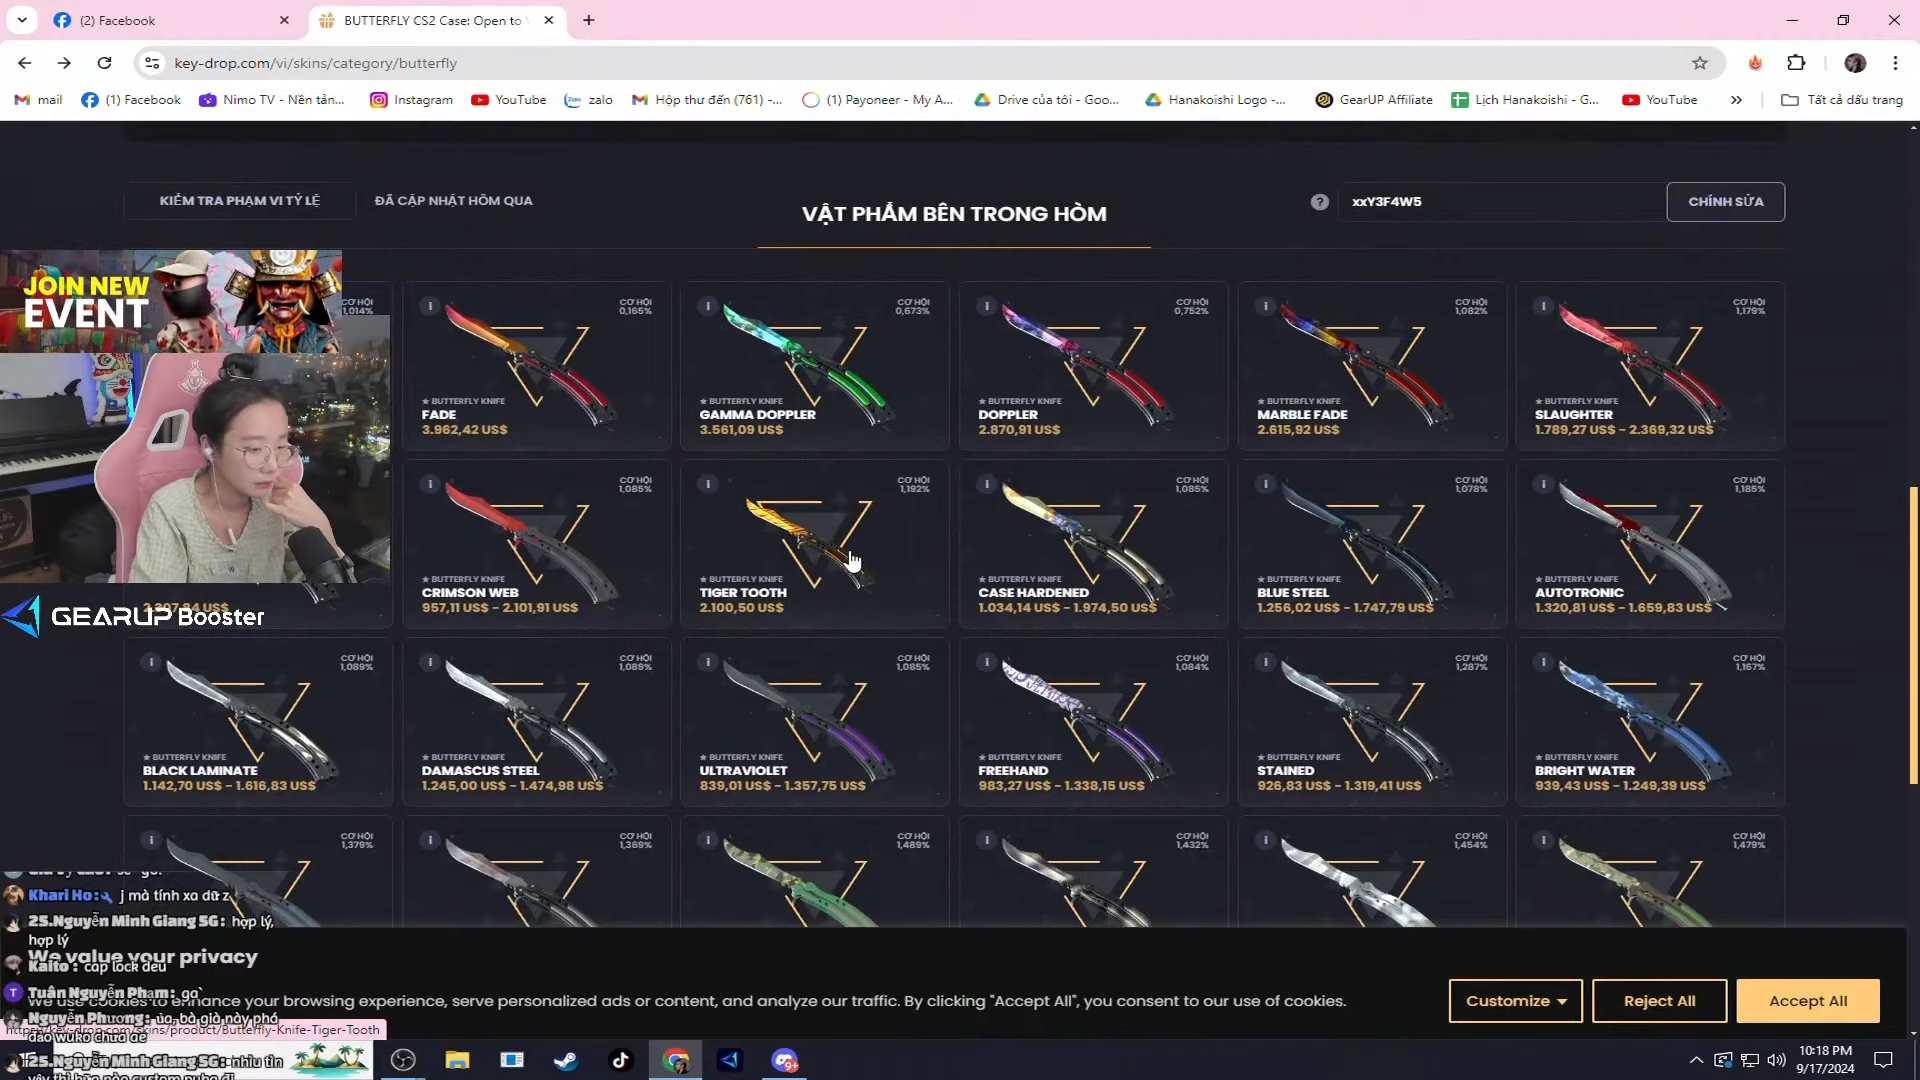 (2) Facebook
BUTTERFLY CS2 Case: Open to
key-drop.com/vi/skins/category/butterfly
mail
(1) Facebook
Nimo TV - Nền tản...
Instagram
YouTube
zalo
Hộp thư đến (761) -...
(1) Payoneer - My A...
Drive của tôi - Goo...
Hanakoishi Logo -...
GearUP Affiliate
Lịch Hanakoishi - G...
YouTube
Tất cả dấu trang
KIỂM TRA PHẠM VI TỶ LỆ
ĐÃ CẬP NHẬT HÔM QUA
VẬT PHẨM BÊN TRONG HÒM
xxY3F4W5
CHỈNH SỬA
JOIN NEW
EVENT
CƠ HỘI
1,014%
CƠ HỘI
0,165%
★ BUTTERFLY KNIFE
FADE
3.962,42 US$
CƠ HỘI
0,673%
★ BUTTERFLY KNIFE
GAMMA DOPPLER
3.561,09 US$
CƠ HỘI
0,752%
★ BUTTERFLY KNIFE
DOPPLER
2.870,91 US$
CƠ HỘI
1,082%
★ BUTTERFLY KNIFE
MARBLE FADE
2.615,92 US$
CƠ HỘI
1,179%
★ BUTTERFLY KNIFE
SLAUGHTER
1.789,27 US$ - 2.369,32 US$
CƠ HỘI
1,085%
★ BUTTERFLY KNIFE
CRIMSON WEB
957,11 US$ - 2.101,91 US$
CƠ HỘI
1,192%
★ BUTTERFLY KNIFE
TIGER TOOTH
2.100,50 US$
CƠ HỘI
1,085%
★ BUTTERFLY KNIFE
CASE HARDENED
1.034,14 US$ - 1.974,50 US$
CƠ HỘI
1,078%
★ BUTTERFLY KNIFE
BLUE STEEL
1.256,02 US$ - 1.747,79 US$
CƠ HỘI
1,185%
★ BUTTERFLY KNIFE
AUTOTRONIC
1.320,81 US$ - 1.659,83 US$
GEARUP Booster
CƠ HỘI
1,089%
★ BUTTERFLY KNIFE
BLACK LAMINATE
1.142,70 US$ - 1.616,83 US$
CƠ HỘI
1,089%
★ BUTTERFLY KNIFE
DAMASCUS STEEL
1.245,00 US$ - 1.474,98 US$
CƠ HỘI
1,085%
★ BUTTERFLY KNIFE
ULTRAVIOLET
839,01 US$ - 1.357,75 US$
CƠ HỘI
1,084%
★ BUTTERFLY KNIFE
FREEHAND
983,27 US$ - 1.338,15 US$
CƠ HỘI
1,287%
★ BUTTERFLY KNIFE
STAINED
926,83 US$ - 1.319,41 US$
CƠ HỘI
1,167%
★ BUTTERFLY KNIFE
BRIGHT WATER
939,43 US$ - 1.249,39 US$
CƠ HỘI
1,379%
CƠ HỘI
1,369%
CƠ HỘI
1,489%
CƠ HỘI
1,432%
CƠ HỘI
1,454%
CƠ HỘI
1,479%
Khari Ho: j mà tính xa dữ z
25.Nguyễn Minh Giang SG: hợp lý,
hợp lý
We value your privacy
Kaito: cap lock deu
Tuân Nguyễn Phạm: ga`
We use cookies to enhance your browsing experience, serve personalized ads or content, and analyze our traffic. By clicking "Accept All", you consent to our use of cookies.
Customize
Reject All
Accept All
Nguyễn Phương: ủa, bà già này phá
đảo wuko chưa ae
https://key-drop.com/skins/product/Butterfly-Knife-Tiger-Tooth
25.Nguyễn Minh Giang SG: nhìu tìn
9+
10:18 PM
9/17/2024